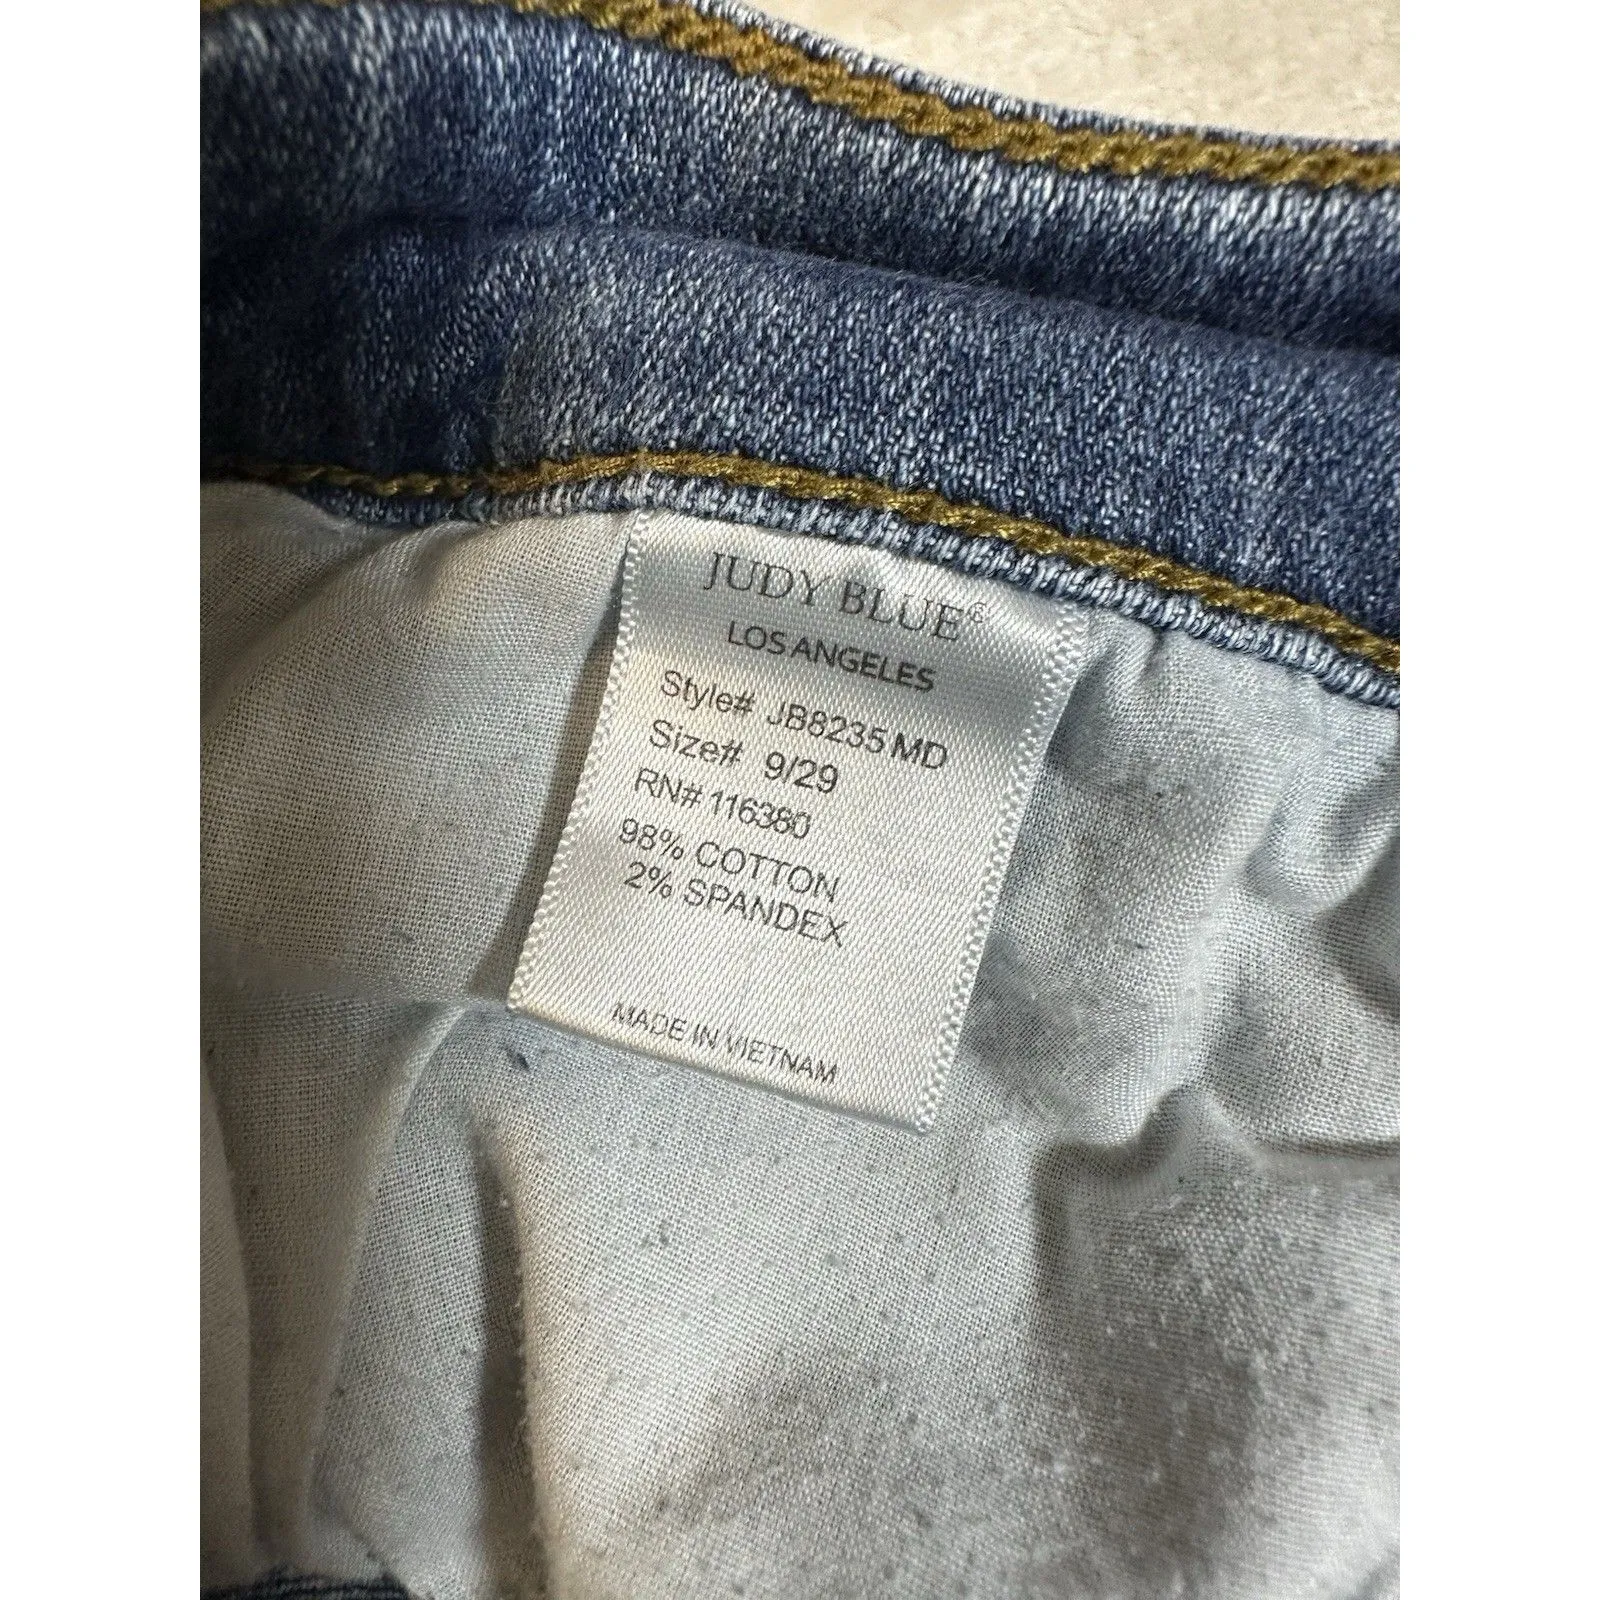 JUDY BLUE®
LOS ANGELES
Style# JB8235 MD
Size# 9/29
RN# 116380
98% COTTON
2% SPANDEX
MADE IN VIETNAM